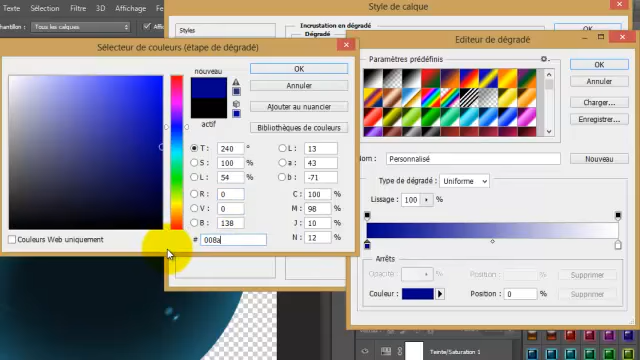 Texte Sélection Filtre 3D Affichage
Style de calque
chantillon: Tous les calques
Affich
Styles
Incrustation en dégradé
Dégradé
OK
Sélecteur de couleurs (étape de dégradé)
nouveau
actif
OK
Annuler
Ajouter au nuancier
Bibliothèques de couleurs
T: 240 °
S: 100 %
L: 54 %
R: 0
V: 0
B: 138
# 008a
L: 13
a: 43
b: -71
C: 100 %
M: 98 %
J: 10 %
N: 12 %
Couleurs Web uniquement
Editeur de dégradé
Paramètres prédéfinis
OK
Annuler
Charger...
Enregistrer...
Nom: Personnalisé
Nouveau
Type de dégradé: Uniforme
Lissage: 100 %
Arrêts
Opacité: % Position: % Supprimer
Couleur: Position: 0 % Supprimer
Teinte/Saturation 1